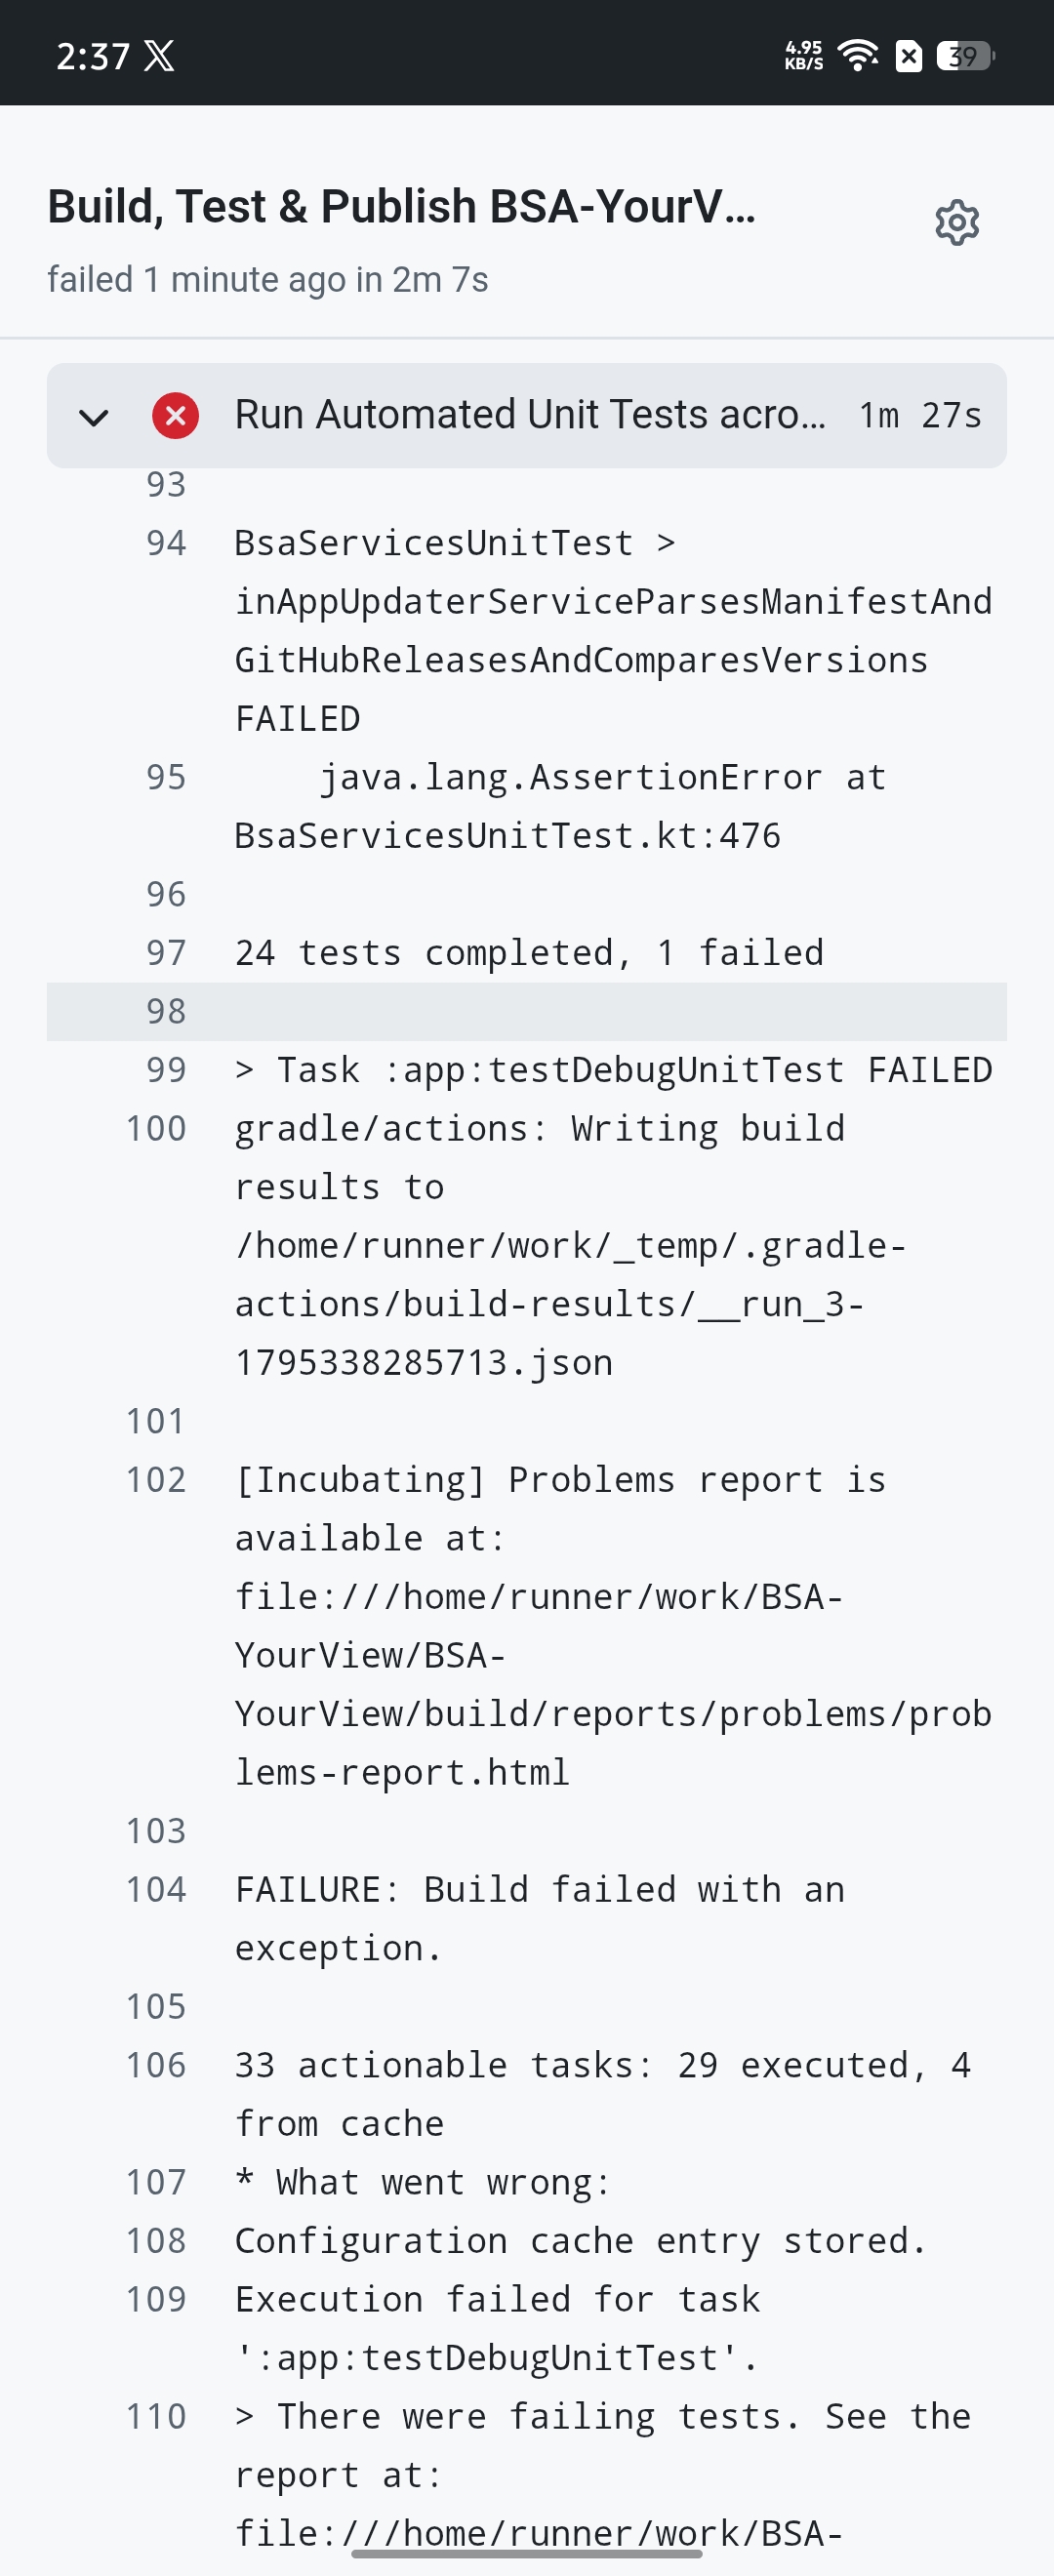 2:37
4.95
KB/S
39
Build, Test & Publish BSA-YourV...
failed 1 minute ago in 2m 7s
Run Automated Unit Tests acro... 1m 27s
93
94 BsaServicesUnitTest >
inAppUpdaterServiceParsesManifestAnd
GitHubReleasesAndComparesVersions
FAILED
95 java.lang.AssertionError at
BsaServicesUnitTest.kt:476
96
97 24 tests completed, 1 failed
98
99 > Task :app:testDebugUnitTest FAILED
100 gradle/actions: Writing build
results to
/home/runner/work/_temp/.gradle-
actions/build-results/__run_3-
1795338285713.json
101
102 [Incubating] Problems report is
available at:
file:///home/runner/work/BSA-
YourView/BSA-
YourView/build/reports/problems/prob
lems-report.html
103
104 FAILURE: Build failed with an
exception.
105
106 33 actionable tasks: 29 executed, 4
from cache
107 * What went wrong:
108 Configuration cache entry stored.
109 Execution failed for task
':app:testDebugUnitTest'.
110 > There were failing tests. See the
report at:
file:///home/runner/work/BSA-